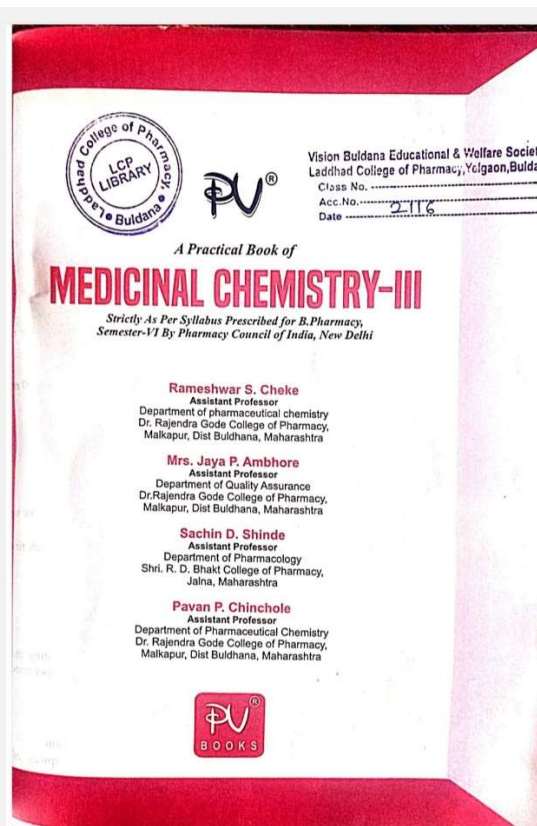 Laddhad College of Pharmacy,
Buldana
LCP
LIBRARY
PV®
Vision Buldana Educational & Welfare Societ
Laddhad College of Pharmacy,Yelgaon,Bulda
Class No.
Acc.No. 2116
Date
A Practical Book of
MEDICINAL CHEMISTRY-III
Strictly As Per Syllabus Prescribed for B.Pharmacy,
Semester-VI By Pharmacy Council of India, New Delhi
Rameshwar S. Cheke
Assistant Professor
Department of pharmaceutical chemistry
Dr. Rajendra Gode College of Pharmacy,
Malkapur, Dist Buldhana, Maharashtra
Mrs. Jaya P. Ambhore
Assistant Professor
Department of Quality Assurance
Dr.Rajendra Gode College of Pharmacy,
Malkapur, Dist Buldhana, Maharashtra
Sachin D. Shinde
Assistant Professor
Department of Pharmacology
Shri. R. D. Bhakt College of Pharmacy,
Jalna, Maharashtra
Pavan P. Chinchole
Assistant Professor
Department of Pharmaceutical Chemistry
Dr. Rajendra Gode College of Pharmacy,
Malkapur, Dist Buldhana, Maharashtra
PV®
BOOKS